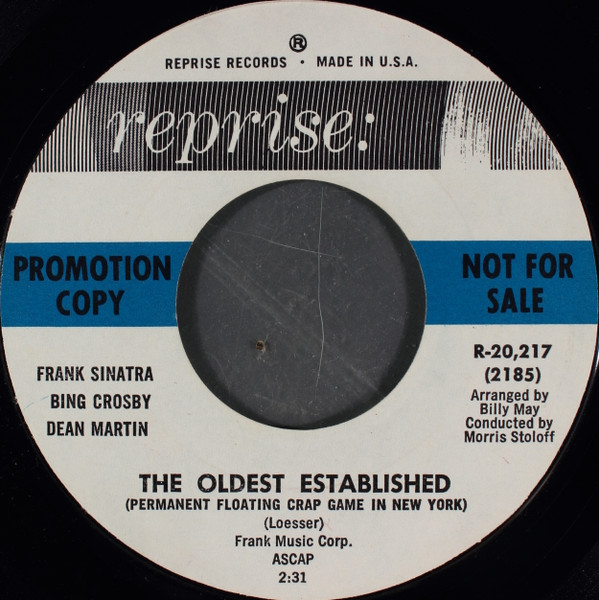 ®
REPRISE RECORDS • MADE IN U.S.A.
reprise:
PROMOTION COPY
NOT FOR SALE
FRANK SINATRA
BING CROSBY
DEAN MARTIN
R-20,217
(2185)
Arranged by
Billy May
Conducted by
Morris Stoloff
THE OLDEST ESTABLISHED
(PERMANENT FLOATING CRAP GAME IN NEW YORK)
(Loesser)
Frank Music Corp.
ASCAP
2:31